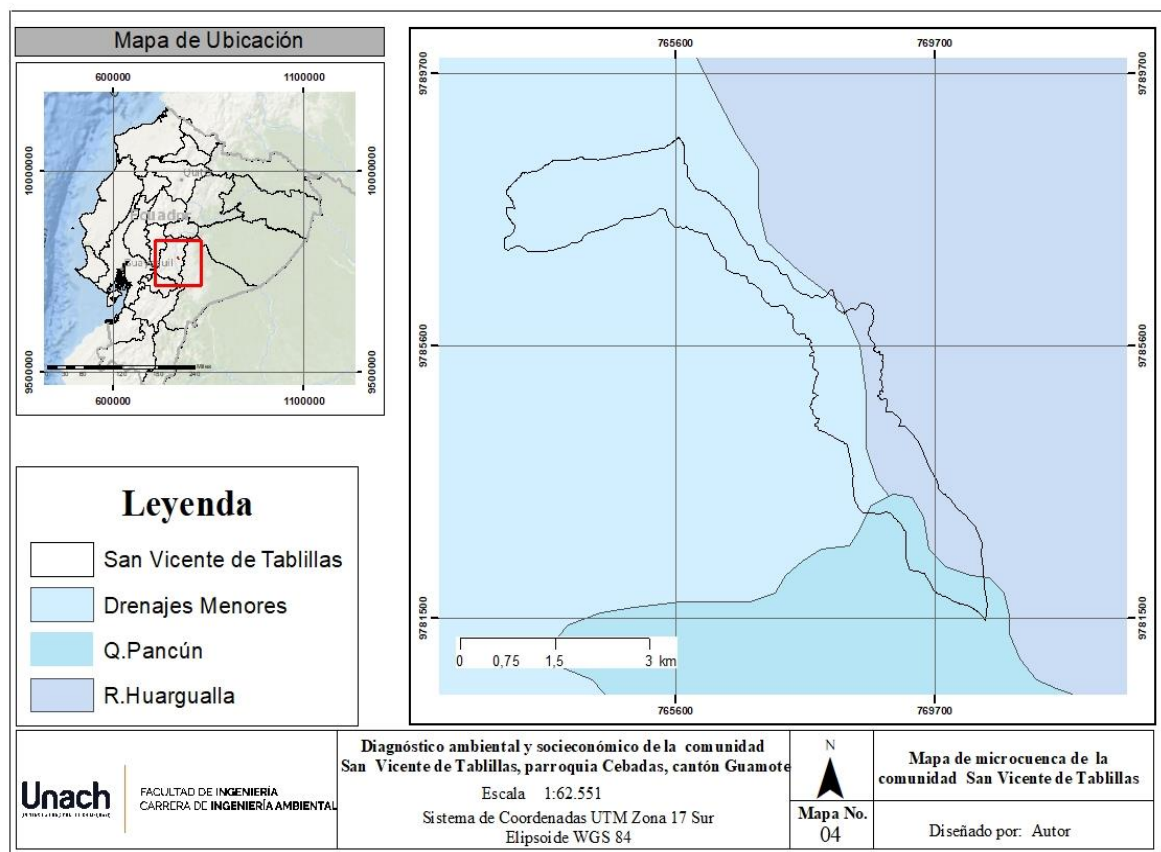 Mapa de Ubicación
600000 1100000
10000000 10000000
Ecuador
9500000 9500000
Miles
600000 1100000
Leyenda
San Vicente de Tablillas
Drenajes Menores
Q.Pancún
R.Huargualla
765600 769700
9789700 9789700
9785600 9785600
9781500 9781500
0 0,75 1,5 3 km
765600 769700
Unach
FACULTAD DE INGENIERÍA
CARRERA DE INGENIERÍA AMBIENTAL
Diagnóstico ambiental y socieconómico de la comunidad
San Vicente de Tablillas, parroquia Cebadas, cantón Guamote
Escala 1:62.551
Sistema de Coordenadas UTM Zona 17 Sur
Elipsoide WGS 84
N
Mapa No.
04
Mapa de microcuenca de la
comunidad San Vicente de Tablillas
Diseñado por: Autor